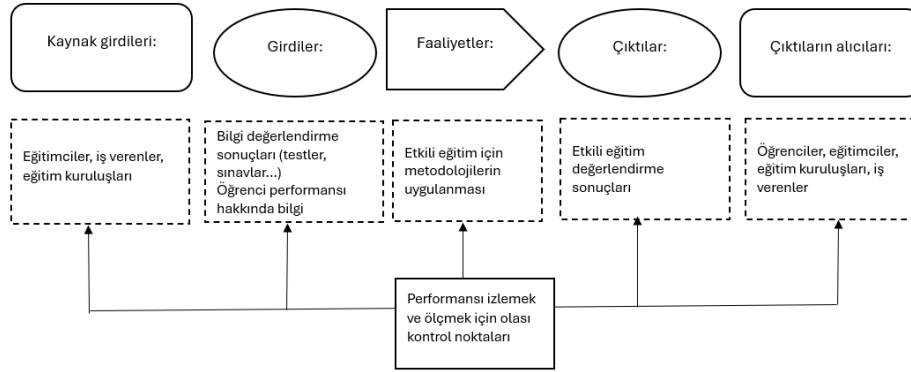 Kaynak girdileri:
Girdiler:
Faaliyetler:
Çıktılar:
Çıktıların alıcıları:
Eğitimciler, iş verenler,
eğitim kuruluşları
Bilgi değerlendirme
sonuçları (testler,
sınavlar...)
Öğrenci performansı
hakkında bilgi
Etkili eğitim için
metodolojilerin
uygulanması
Etkili eğitim
değerlendirme
sonuçları
Öğrenciler, eğitimciler,
eğitim kuruluşları, iş
verenler
Performansı izlemek
ve ölçmek için olası
kontrol noktaları